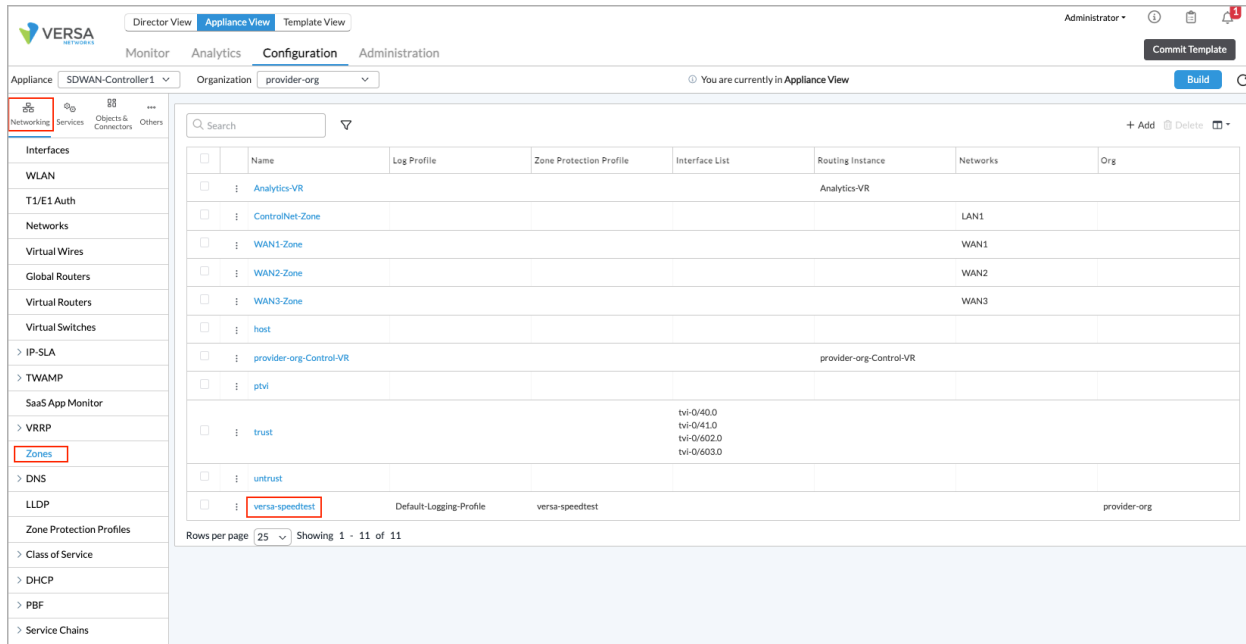 VERSA
NETWORKS
Director View Appliance View Template View
Administrator
1
Monitor Analytics Configuration Administration
Commit Template
Appliance SDWAN-Controller1 Organization provider-org You are currently in Appliance View Build
Networking Services Objects & Connectors Others
Search
+ Add Delete
Interfaces
WLAN
T1/E1 Auth
Networks
Virtual Wires
Global Routers
Virtual Routers
Virtual Switches
> IP-SLA
> TWAMP
SaaS App Monitor
> VRRP
Zones
> DNS
LLDP
Zone Protection Profiles
> Class of Service
> DHCP
> PBF
> Service Chains
Name Log Profile Zone Protection Profile Interface List Routing Instance Networks Org
Analytics-VR Analytics-VR
ControlNet-Zone LAN1
WAN1-Zone WAN1
WAN2-Zone WAN2
WAN3-Zone WAN3
host
provider-org-Control-VR provider-org-Control-VR
ptvi
trust tvi-0/40.0
tvi-0/41.0
tvi-0/602.0
tvi-0/603.0
untrust
versa-speedtest Default-Logging-Profile versa-speedtest provider-org
Rows per page 25 Showing 1 - 11 of 11